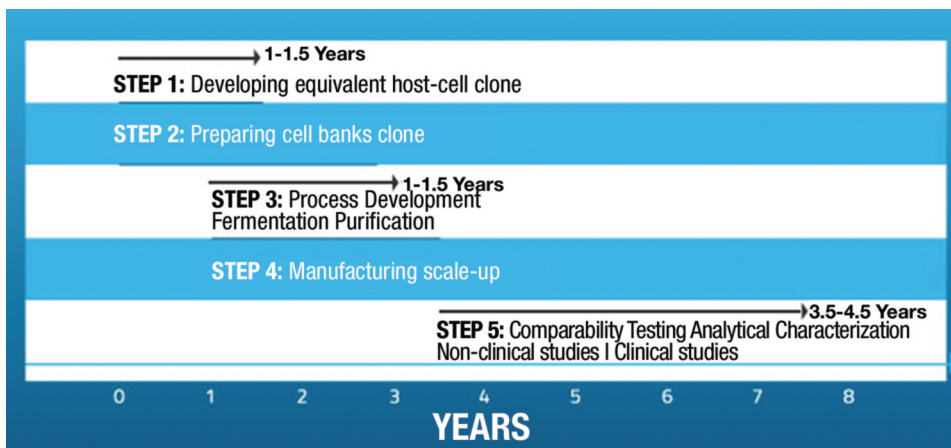 1-1.5 Years
STEP 1: Developing equivalent host-cell clone
STEP 2: Preparing cell banks clone
1-1.5 Years
STEP 3: Process Development
Fermentation Purification
STEP 4: Manufacturing scale-up
3.5-4.5 Years
STEP 5: Comparability Testing Analytical Characterization
Non-clinical studies I Clinical studies
0 1 2 3 4 5 6 7 8
YEARS